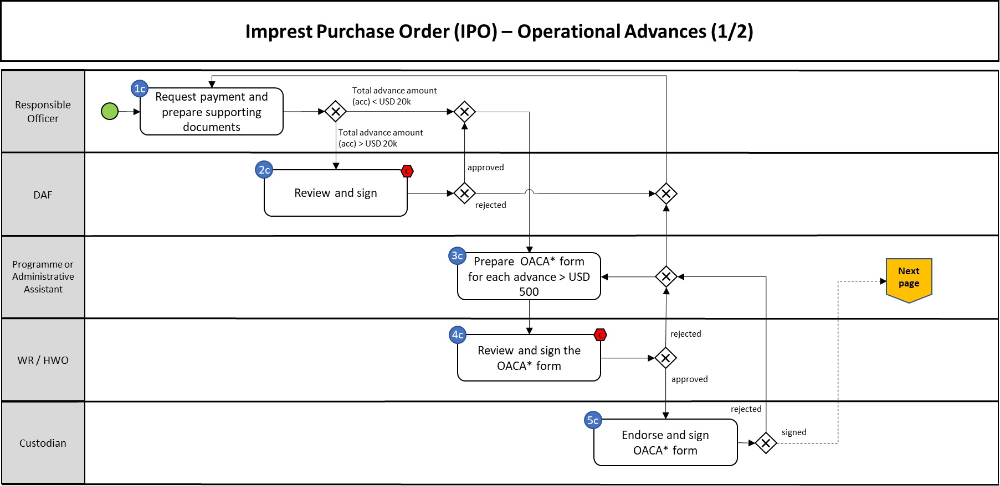 Imprest Purchase Order (IPO) – Operational Advances (1/2)
Responsible
Officer
1c
Request payment and
prepare supporting
documents
Total advance amount
(acc) < USD 20k
Total advance amount
(acc) > USD 20k
DAF
2c
C
Review and sign
approved
rejected
Programme or
Administrative
Assistant
3c
Prepare OACA* form
for each advance > USD
500
Next
page
WR / HWO
4c
C
Review and sign the
OACA* form
rejected
approved
Custodian
5c
Endorse and sign
OACA* form
rejected
signed